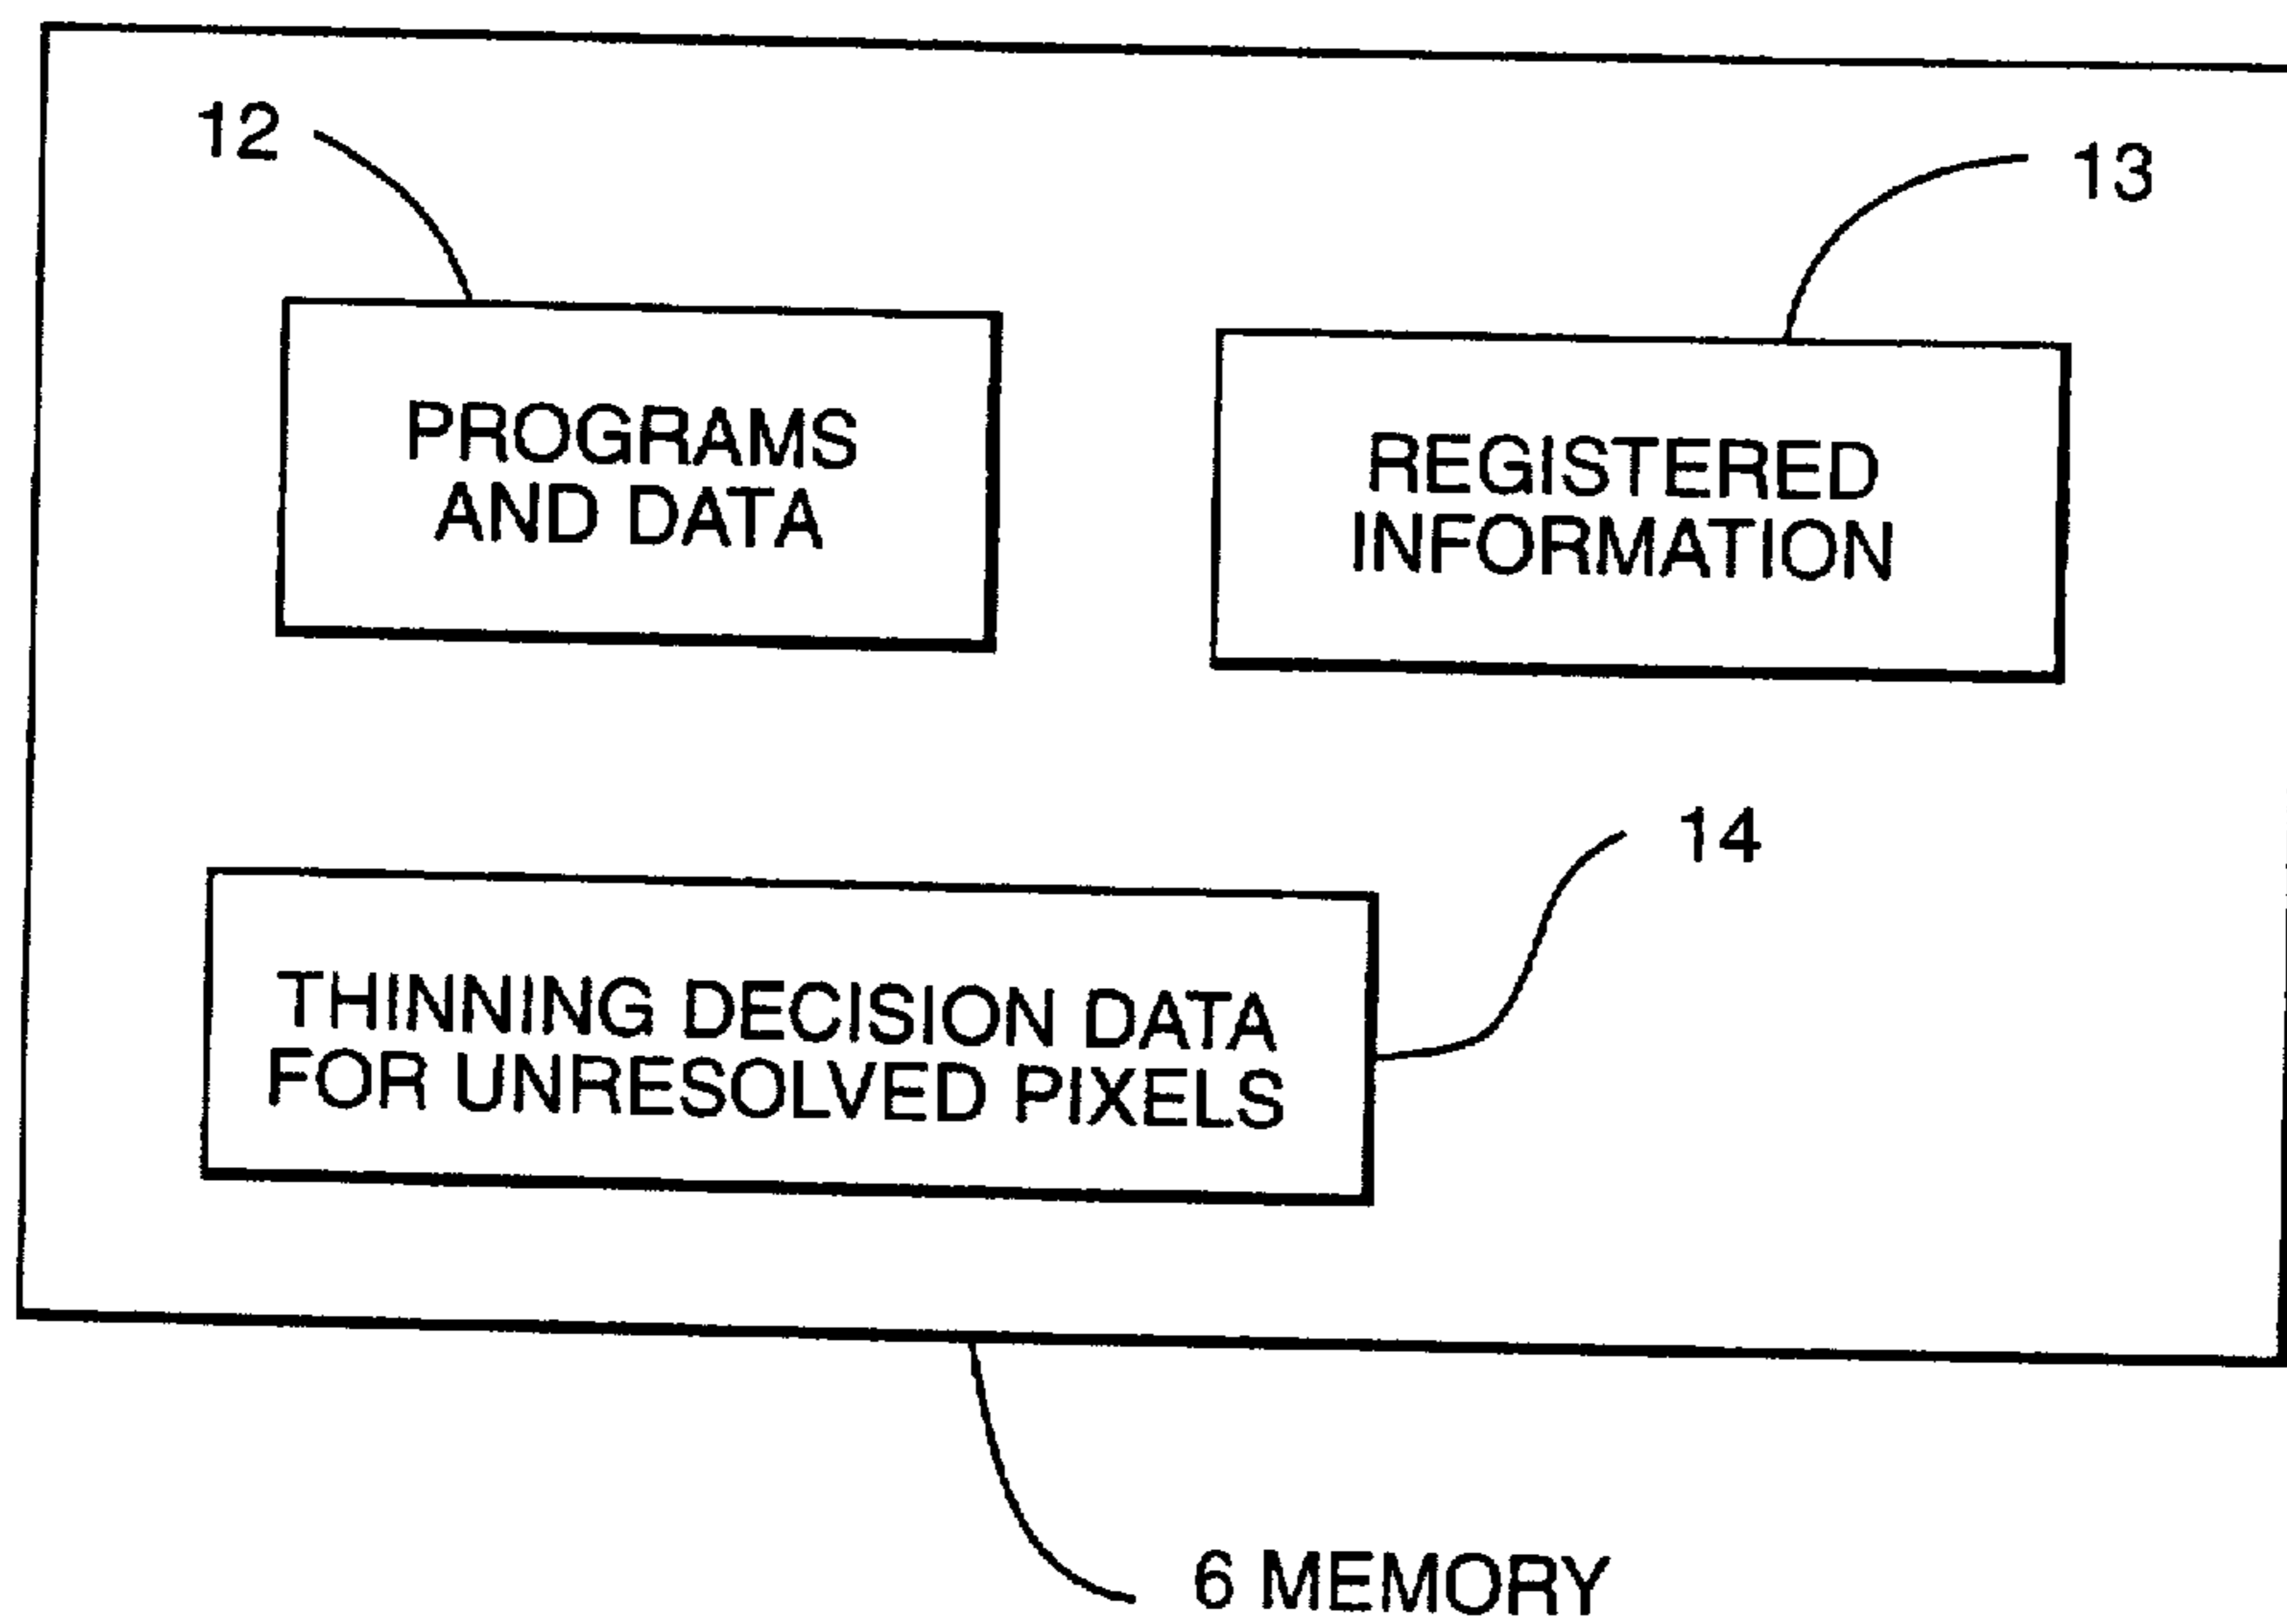 12
13
PROGRAMS
AND DATA
REGISTERED
INFORMATION
14
THINNING DECISION DATA
FOR UNRESOLVED PIXELS
6 MEMORY